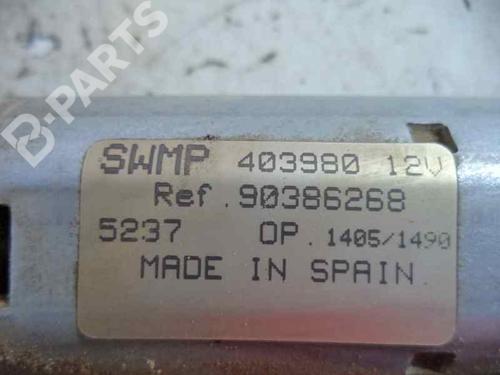 B-PARTS
SWMP 403980 12V
Ref.90386268
5237 OP. 1405/1490
MADE IN SPAIN